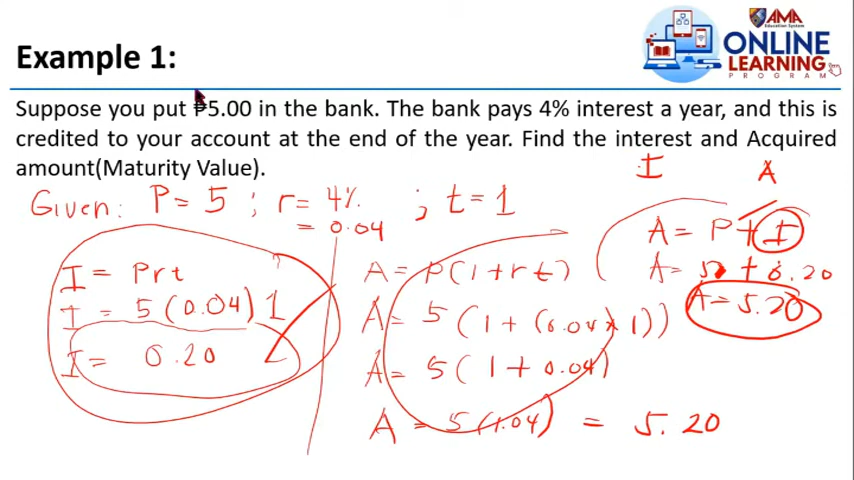 Example 1:
AMA
Education System
ONLINE
LEARNING
PROGRAM
Suppose you put ₱5.00 in the bank. The bank pays 4% interest a year, and this is
credited to your account at the end of the year. Find the interest and Acquired
amount(Maturity Value).
I A
Given: P = 5 ; r = 4% ; t = 1
= 0.04
I = Prt
I = 5 (0.04) 1
I = 0.20
A = P (1 + r t)
A = 5 (1 + (0.04 x 1))
A = 5 ( 1 + 0.04)
A = 5 (1.04) = 5.20
A = P + I
A = 5 + 0.20
A = 5.20